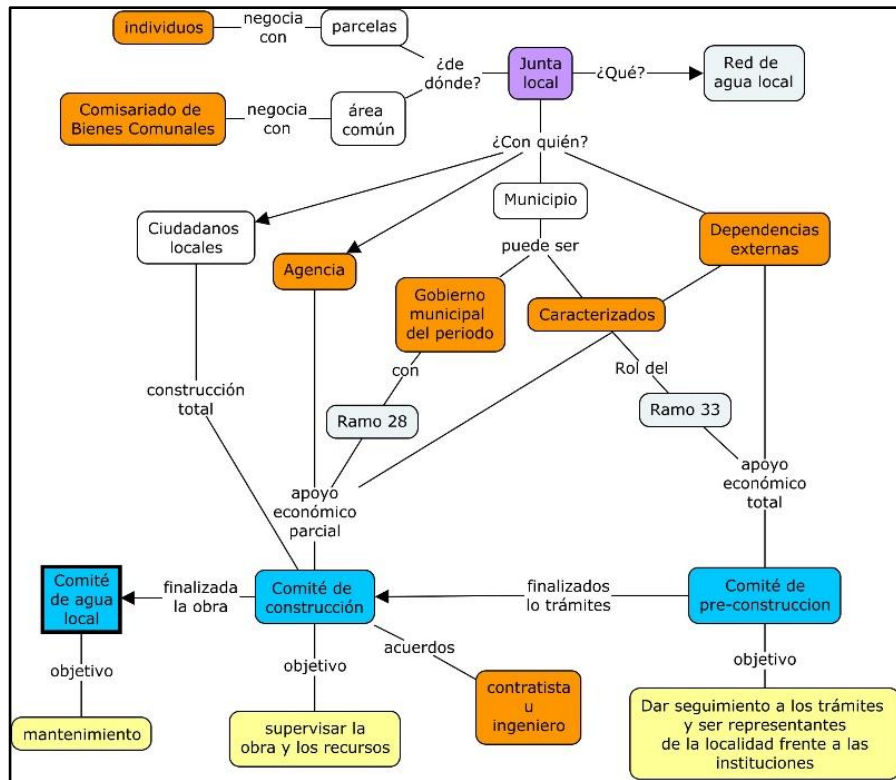 individuos
negocia
con
parcelas
¿de
dónde?
Junta
local
¿Qué?
Red de
agua local
Comisariado de
Bienes Comunales
negocia
con
área
común
¿Con quién?
Ciudadanos
locales
Agencia
Municipio
puede ser
Dependencias
externas
Gobierno
municipal
del periodo
Caracterizados
con
Rol del
construcción
total
Ramo 28
Ramo 33
apoyo
económico
parcial
apoyo
económico
total
Comité
de agua
local
finalizada
la obra
Comité de
construcción
finalizados
lo trámites
Comité de
pre-construccion
objetivo
objetivo
acuerdos
objetivo
mantenimiento
supervisar la
obra y los recursos
contratista
u
ingeniero
Dar seguimiento a los trámites
y ser representantes
de la localidad frente a las
instituciones